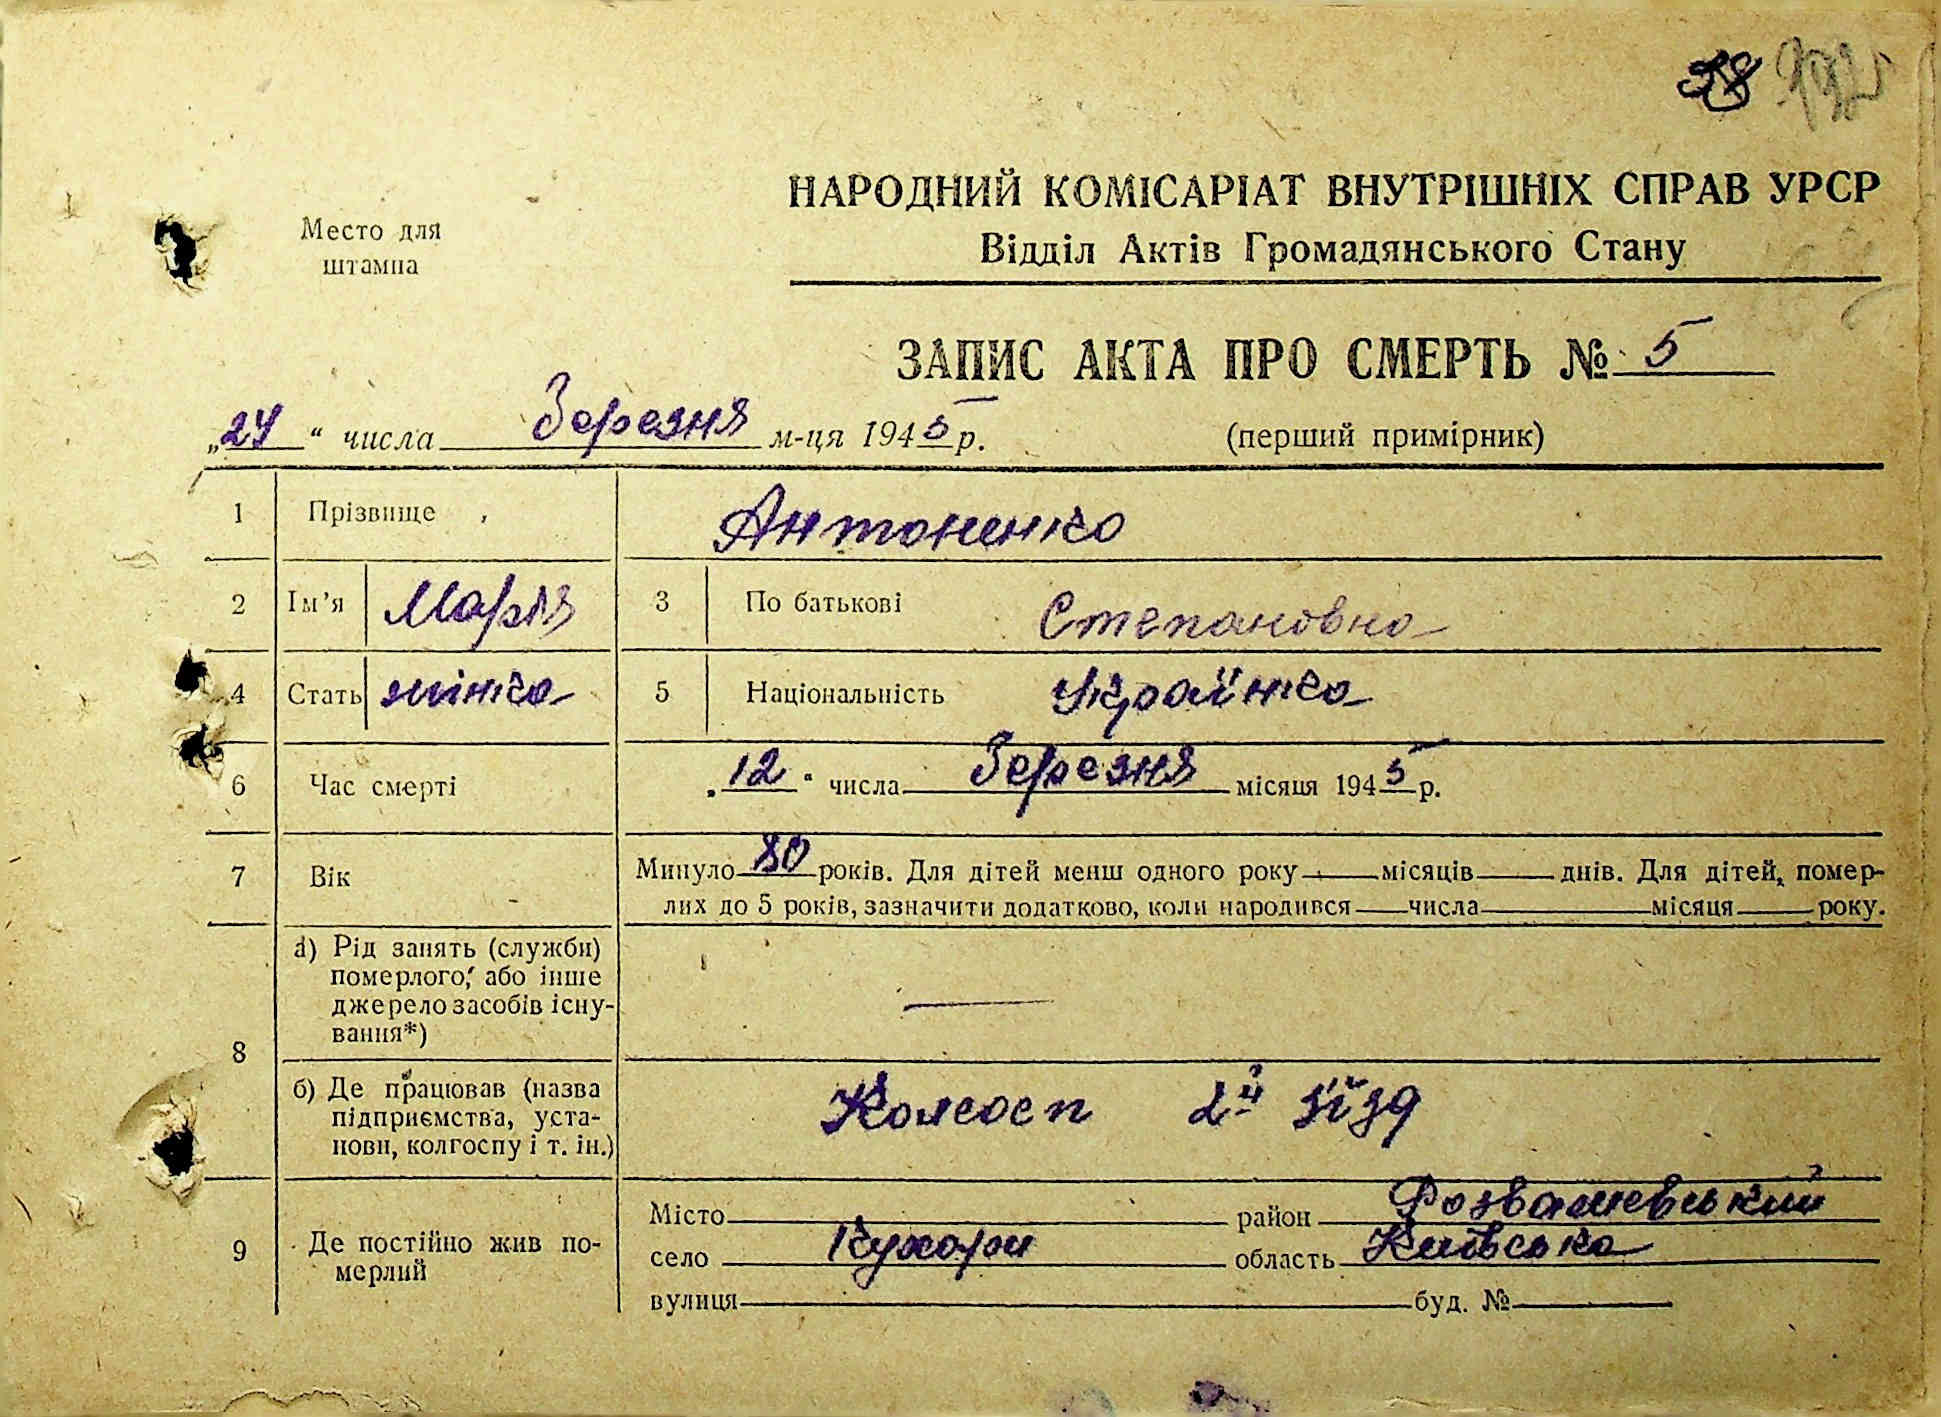 38
НАРОДНИЙ КОМІСАРІАТ ВНУТРІШНІХ СПРАВ УРСР
Відділ Актів Громадянського Стану
Место для
штампа
ЗАПИС АКТА ПРО СМЕРТЬ № 5
„24“ числа Березня м-ця 1945 р.
(перший примірник)
1 Прізвище Антоненко
2 Ім'я Марія 3 По батькові Степановна
4 Стать жінка 5 Національність Українка
6 Час смерті „12“ числа Березня місяця 1945 р.
7 Вік Минуло 80 років. Для дітей менш одного року місяців днів. Для дітей, помер-
лих до 5 років, зазначити додатково, коли народився числа місяця року.
8 а) Рід занять (служби)
померлого, або інше
джерело засобів існу-
вання*) —
б) Де працював (назва
підприємства, уста-
нови, колгоспу і т. ін.)
Колгосп 2й зїзд
9 Де постійно жив по-
мерлий
Місто район Розважевський
село Кухари область Київська
вулиця буд. №